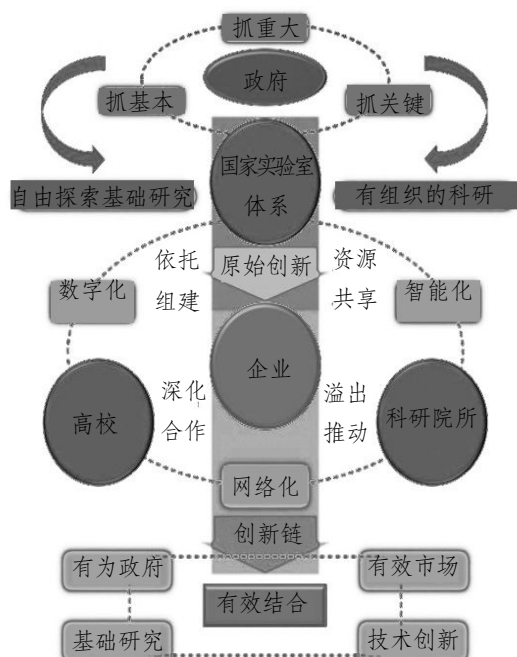 抓重大
政府
抓基本
抓关键
国家实验室
体系
自由探索基础研究
有组织的科研
依托
组建
原始创新
资源
共享
数字化
智能化
企业
深化
合作
溢出
推动
高校
科研院所
网络化
创新链
有为政府
有效市场
有效结合
基础研究
技术创新